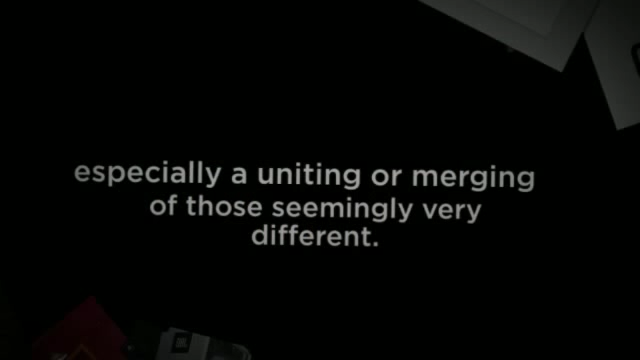 especially a uniting or merging
of those seemingly very
different.